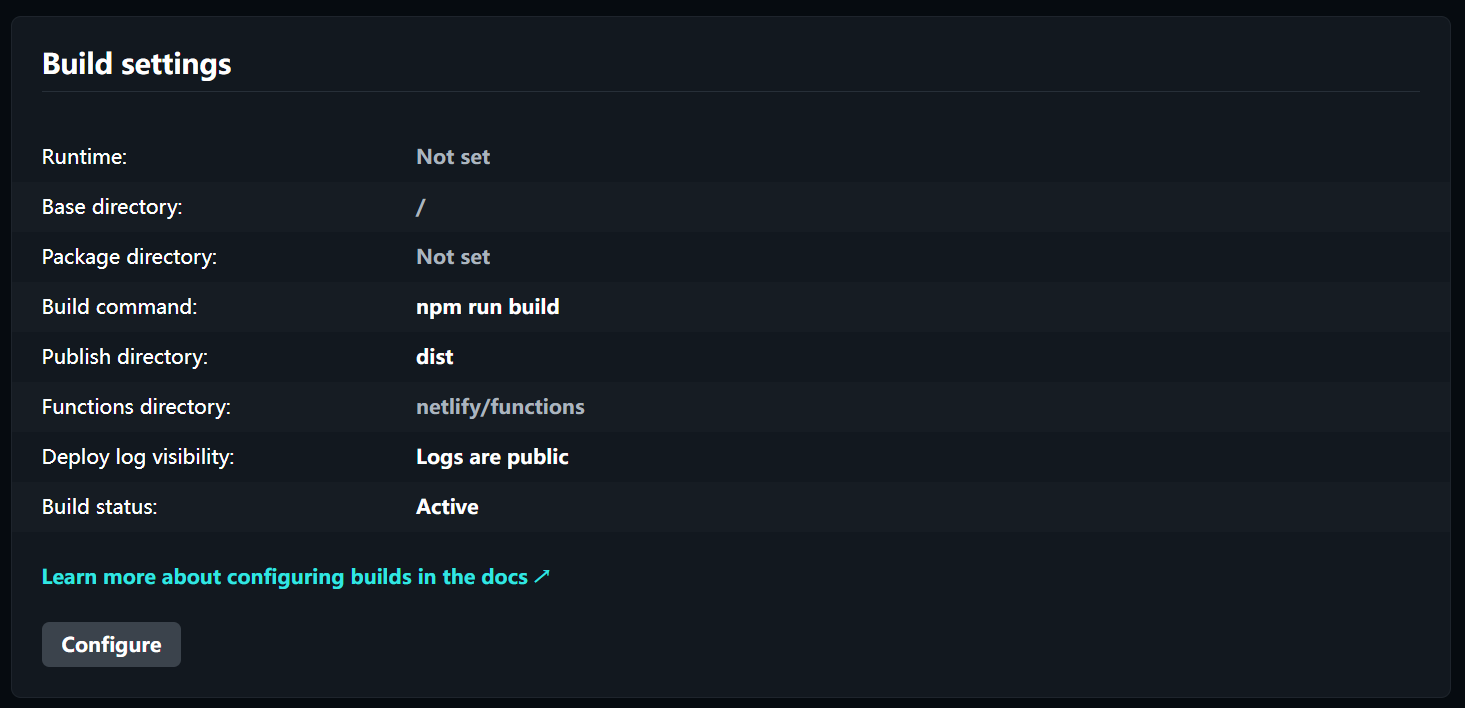 Build settings
Runtime: Not set
Base directory: /
Package directory: Not set
Build command: npm run build
Publish directory: dist
Functions directory: netlify/functions
Deploy log visibility: Logs are public
Build status: Active
Learn more about configuring builds in the docs ↗
Configure